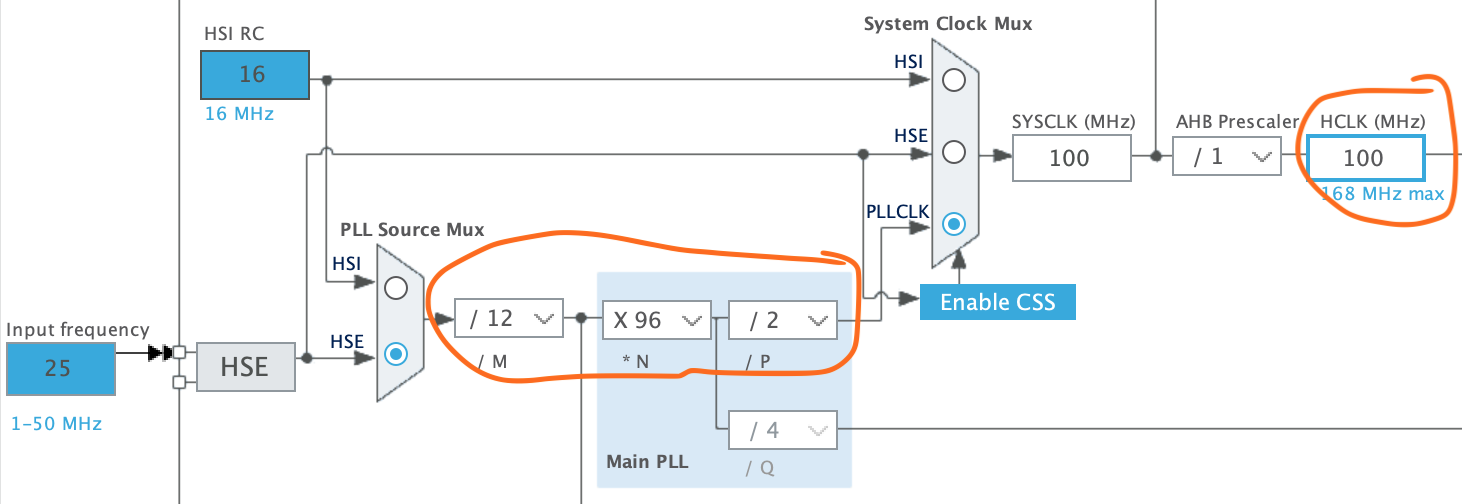 System Clock Mux
HSI RC
16
16 MHz
HSI
HSE
SYSCLK (MHz)
AHB Prescaler
HCLK (MHz)
100
/ 1
100
168 MHz max
PLLCLK
PLL Source Mux
HSI
Enable CSS
Input frequency
25
1-50 MHz
HSE
HSE
/ 12
X 96
/ 2
/ M
* N
/ P
/ 4
Main PLL
/ Q